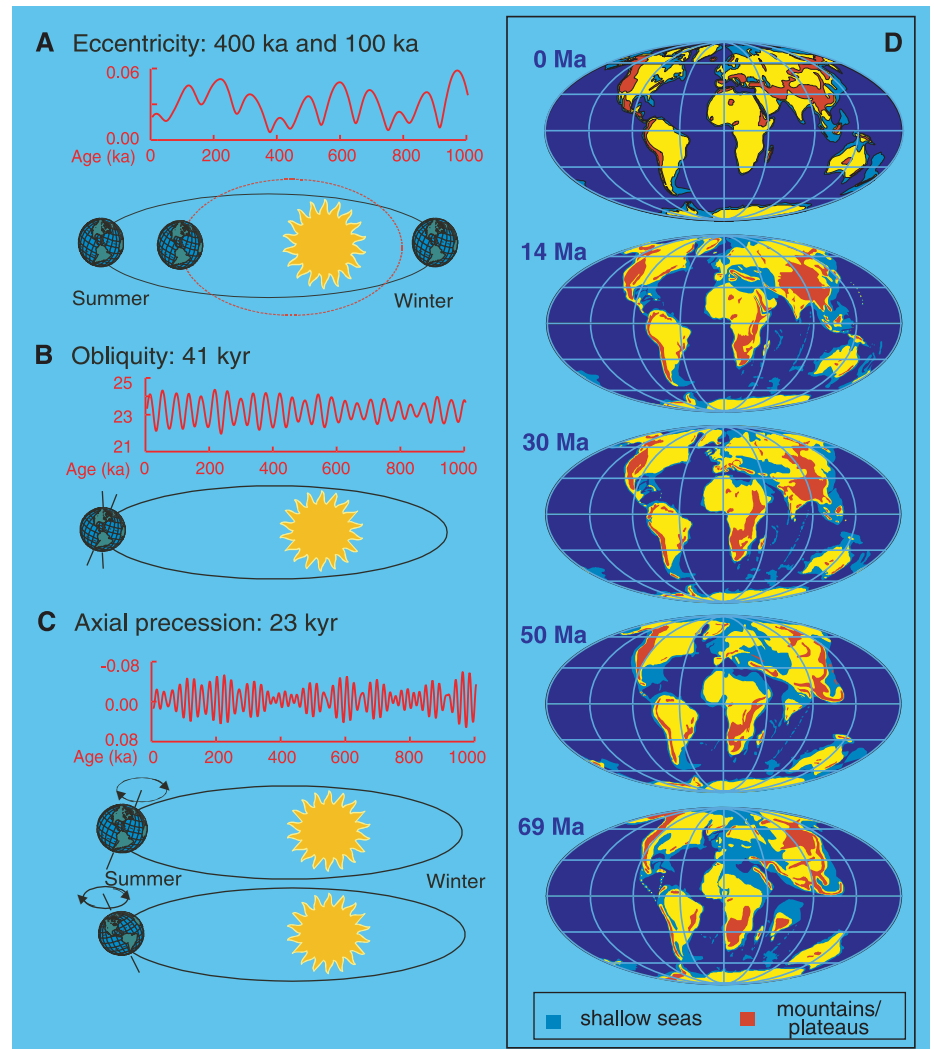 A Eccentricity: 400 ka and 100 ka
0.06
0.00
Age (ka)
0 200 400 600 800 1000
Summer
Winter
B Obliquity: 41 kyr
25
23
21
Age (ka)
0 200 400 600 800 1000
C Axial precession: 23 kyr
-0.08
0.00
0.08
Age (ka)
0 200 400 600 800 1000
Summer
Winter
D
0 Ma
14 Ma
30 Ma
50 Ma
69 Ma
shallow seas
mountains/
plateaus